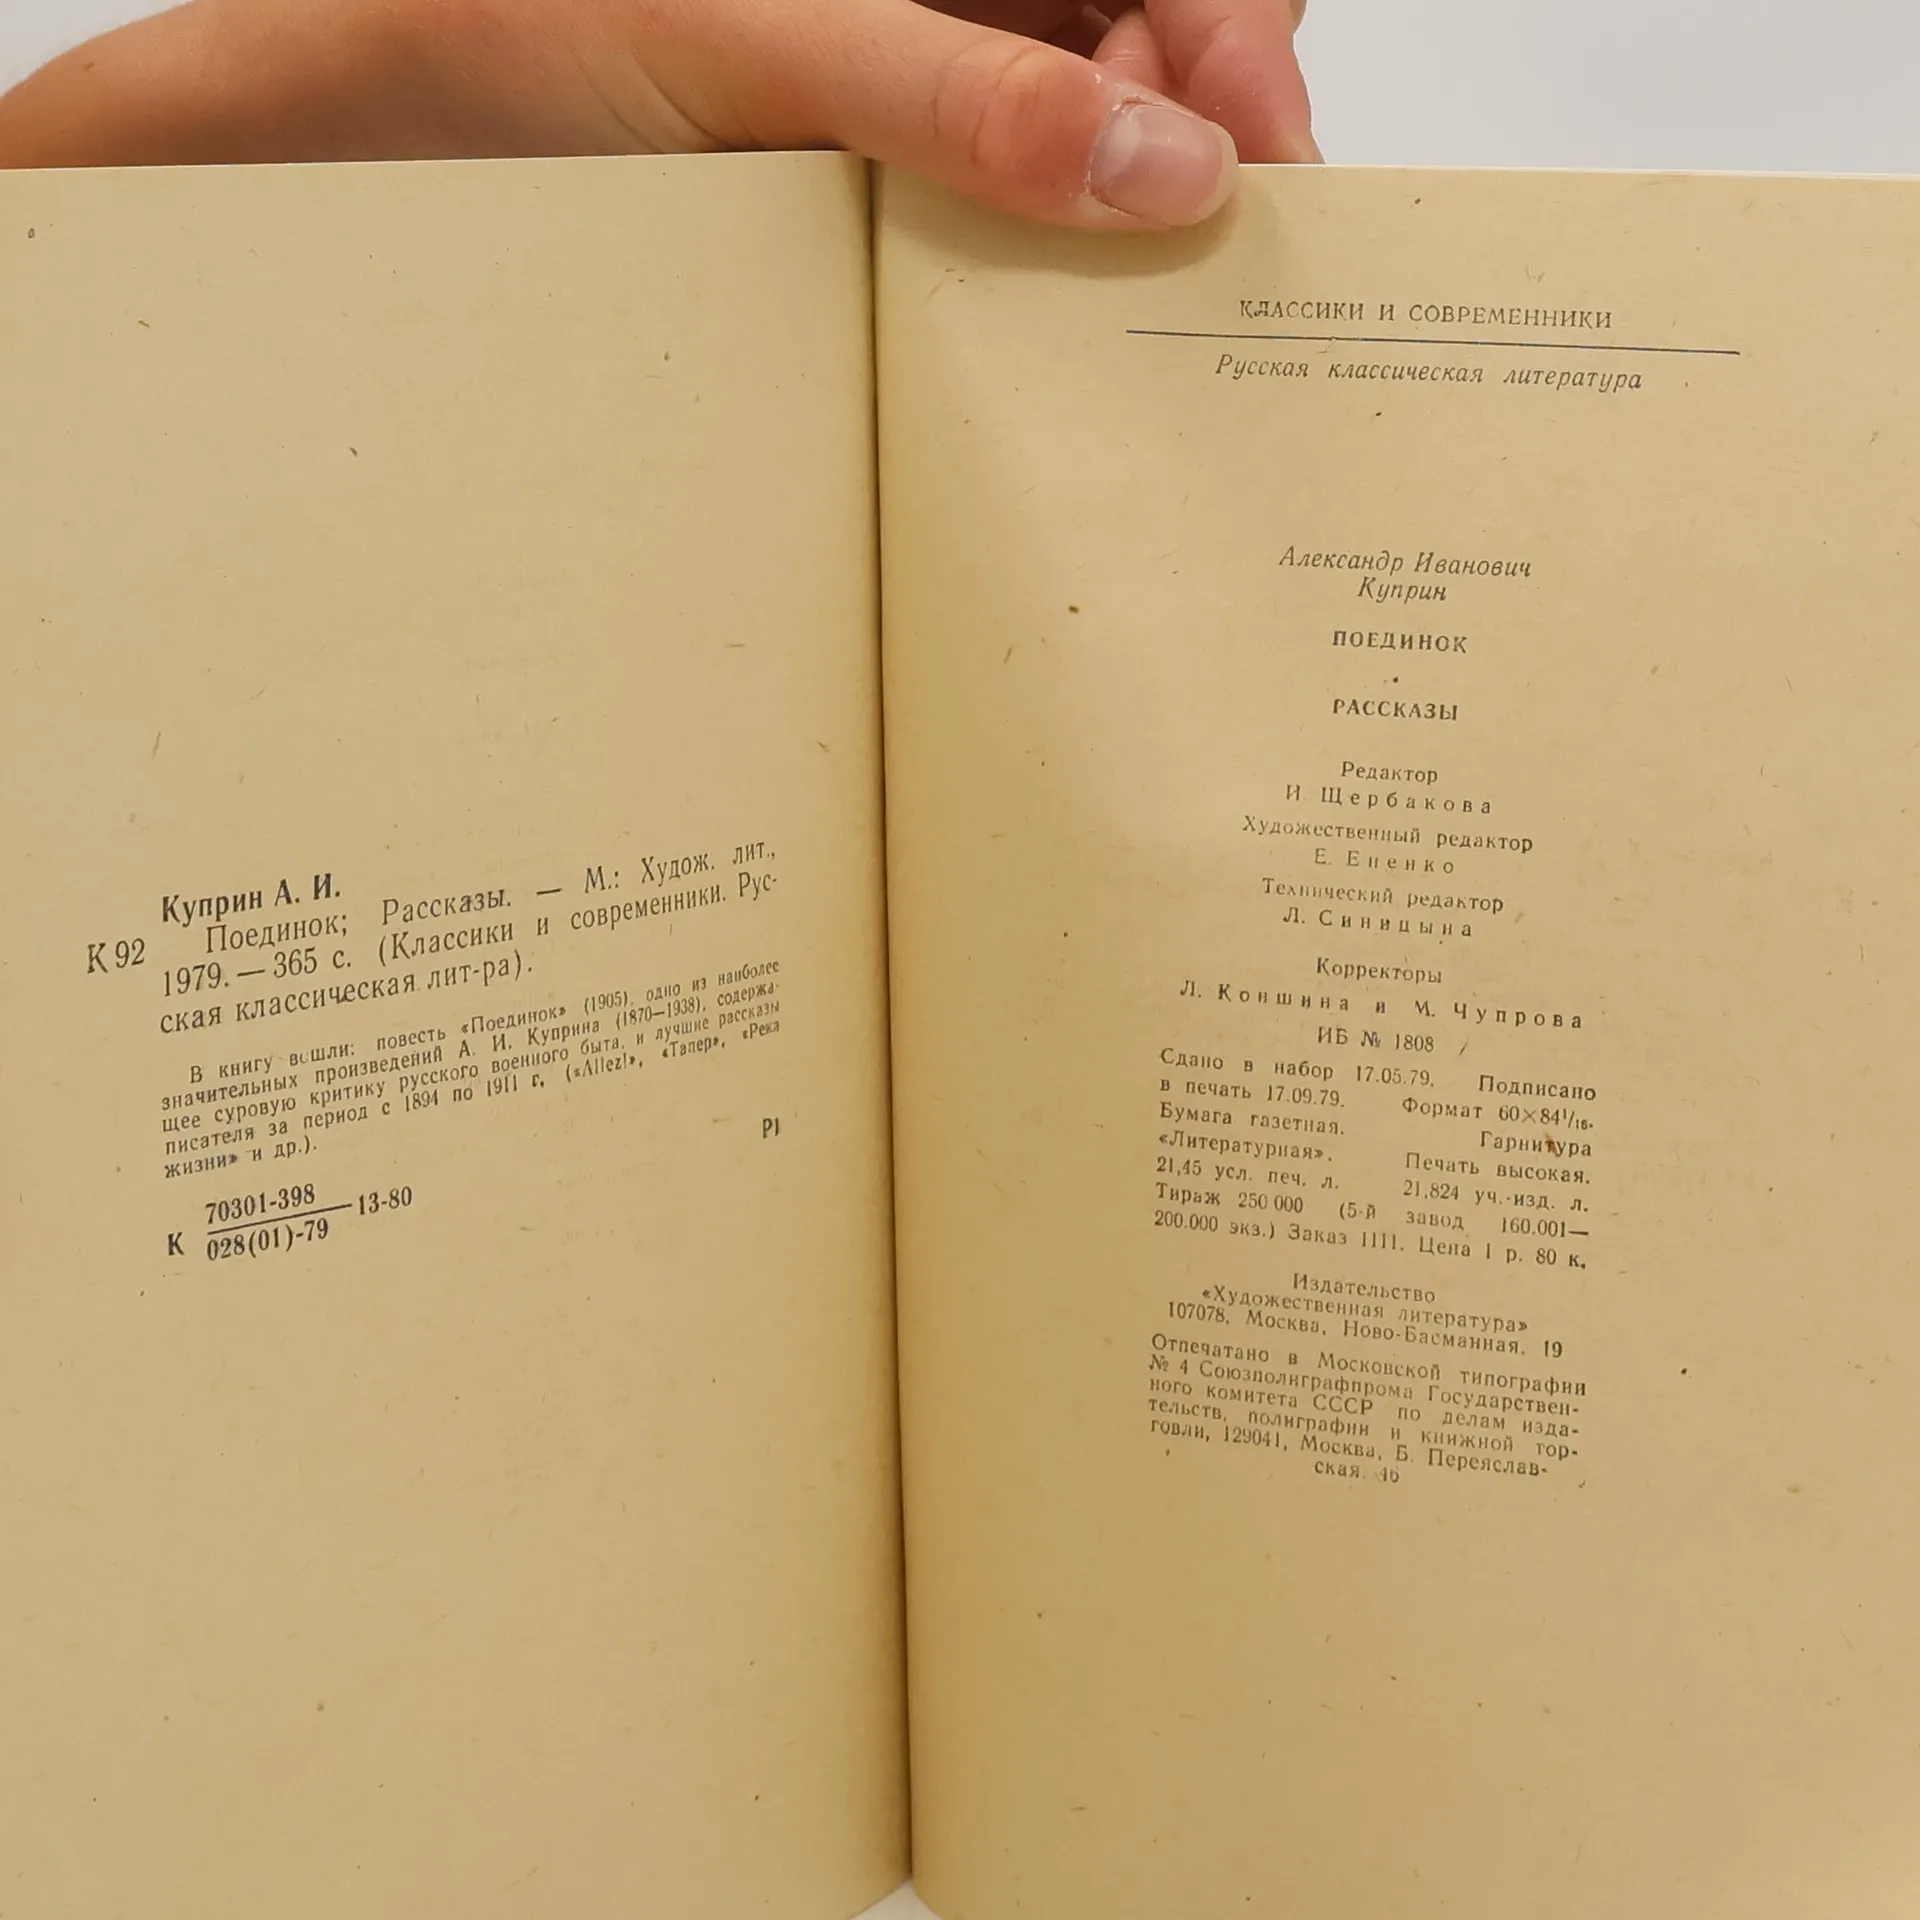 Куприн А. И.
К 92 Поединок; Рассказы. — М.: Худож. лит.,
1979. — 365 с. (Классики и современники. Рус-
ская классическая лит-ра).
В книгу вошли: повесть «Поединок» (1905), одно из наиболее
значительных произведений А. И. Куприна (1870—1938), содержа-
щее суровую критику русского военного быта, и лучшие рассказы
писателя за период с 1894 по 1911 г. («Allez!», «Тапер», «Река
жизни» и др.).
К 70301-398
028(01)-79
13-80
Р1
КЛАССИКИ И СОВРЕМЕННИКИ
Русская классическая литература
Александр Иванович
Куприн
ПОЕДИНОК
•
РАССКАЗЫ
Редактор
И Щербакова
Художественный редактор
Е. Епенко
Технический редактор
Л. Синицына
Корректоры
Л. Коншина и М. Чупрова
ИБ № 1808
Сдано в набор 17.05.79. Подписано
в печать 17.09.79. Формат 60×84¹/₁₆.
Бумага газетная. Гарнитура
«Литературная». Печать высокая.
21,45 усл. печ. л. 21,824 уч.-изд. л.
Тираж 250 000 (5-й завод 160.001—
200.000 экз.) Заказ 1111. Цена 1 р. 80 к.
Издательство
«Художественная литература»
107078, Москва, Ново-Басманная, 19
Отпечатано в Московской типографии
№ 4 Союзполиграфпрома Государствен-
ного комитета СССР по делам изда-
тельств, полиграфии и книжной тор-
говли, 129041, Москва, Б. Переяслав-
ская. 46